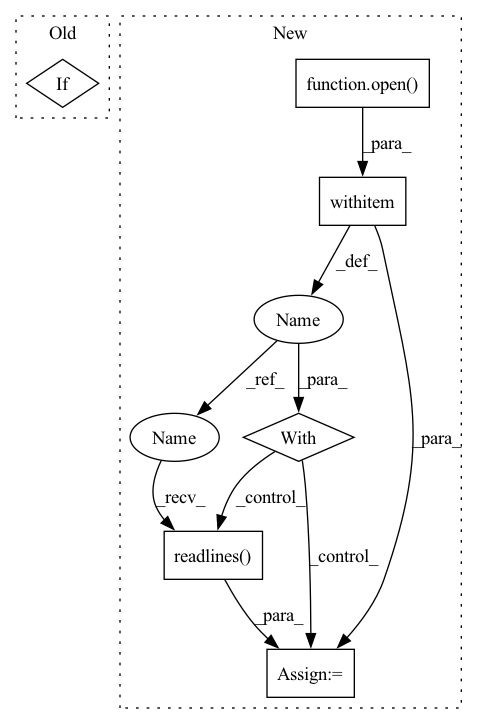 Old
New
If
function.open()
_para_
withitem
_def_
Name
_ref_
_para_
Name
With
_para_
_recv_
_control_
_control_
readlines()
_para_
Assign:=